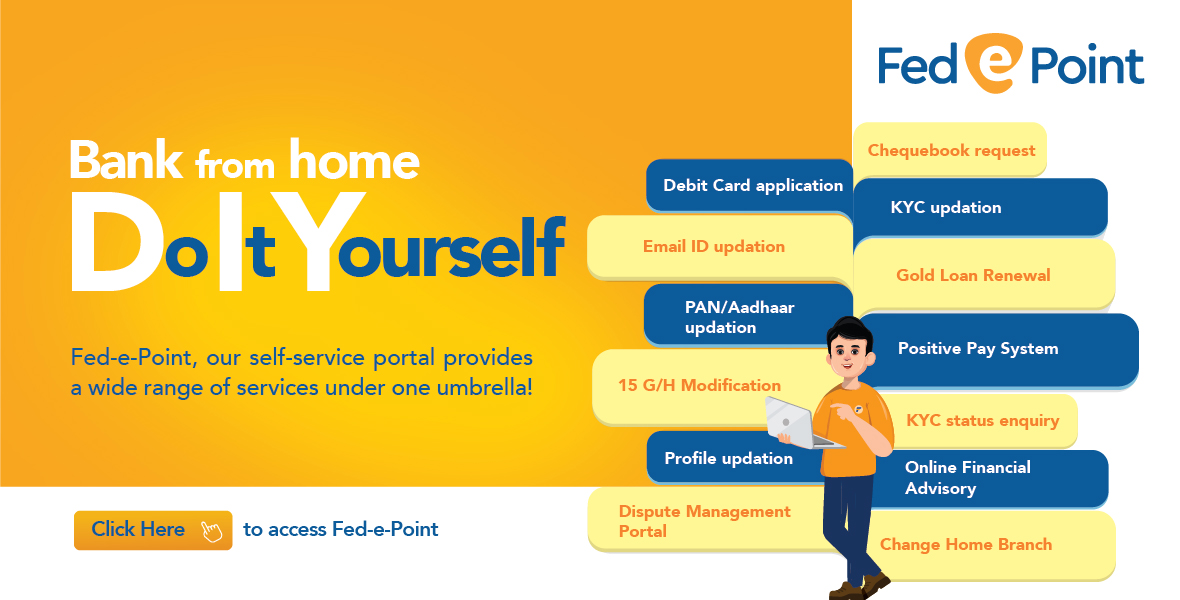 Fed e Point
Bank from home
Do It Yourself
Fed-e-Point, our self-service portal provides
a wide range of services under one umbrella!
Click Here to access Fed-e-Point
Debit Card application
Email ID updation
PAN/Aadhaar
updation
15 G/H Modification
Profile updation
Dispute Management
Portal
Chequebook request
KYC updation
Gold Loan Renewal
Positive Pay System
KYC status enquiry
Online Financial
Advisory
Change Home Branch